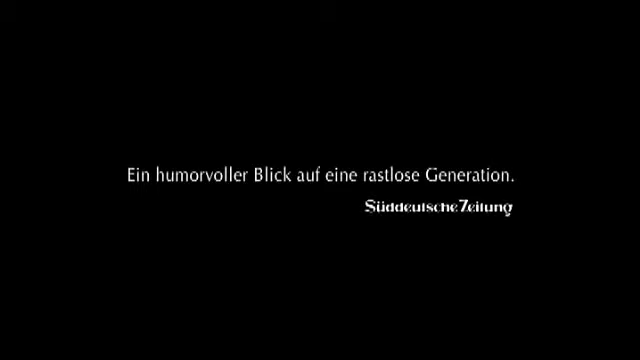 Ein humorvoller Blick auf eine rastlose Generation.
Süddeutsche Zeitung